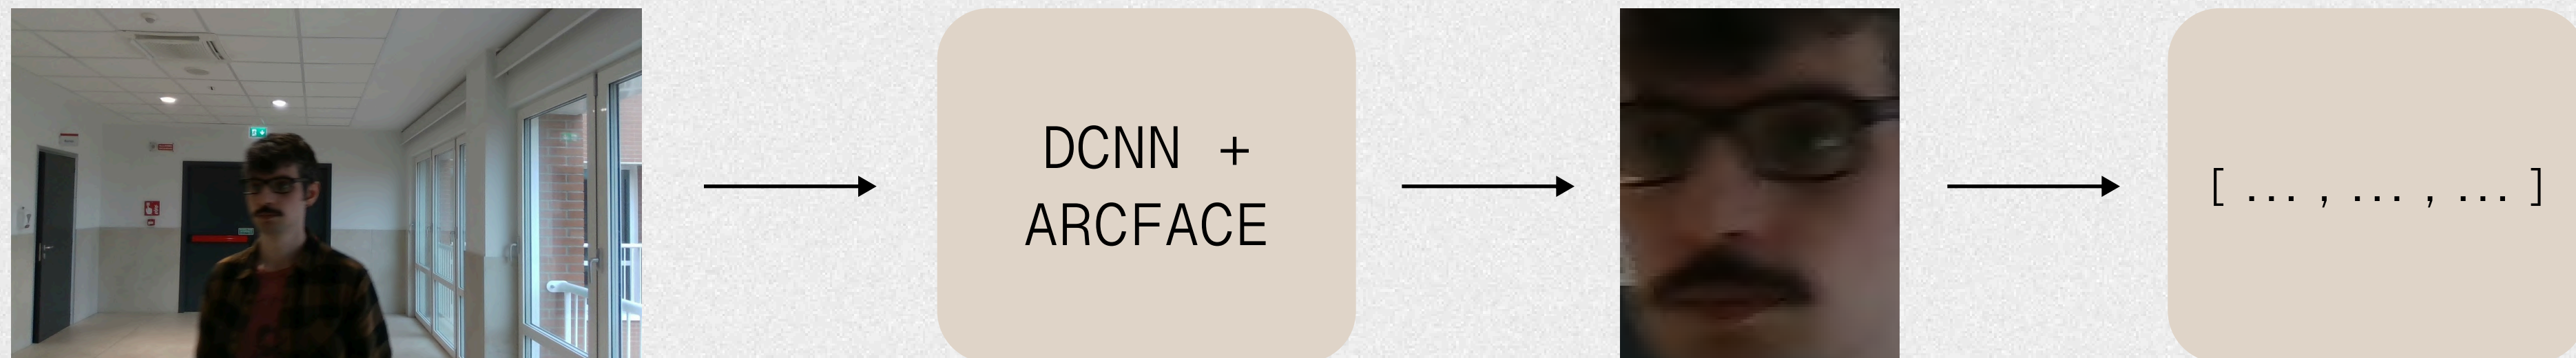 DCNN +
ARCFACE
[ ... , ... , ... ]